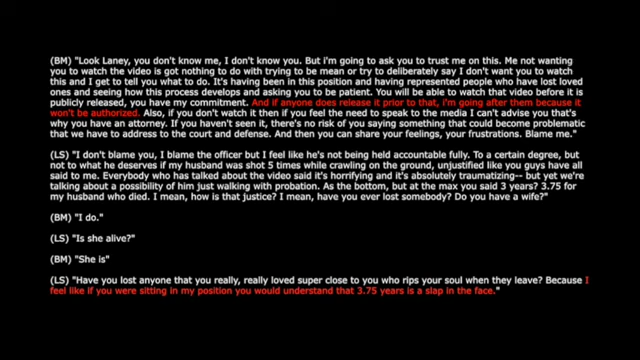 (BM) "Look Laney, you don't know me, I don't know you. But i'm going to ask you to trust me on this. Me not wanting
you to watch the video is got nothing to do with trying to be mean or try to deliberately say I don't want you to watch
this and I get to tell you what to do. It's having been in this position and having represented people who have lost loved
ones and seeing how this process develops and asking you to be patient. You will be able to watch that video before it is
publicly released, you have my commitment. And if anyone does release it prior to that, i'm going after them because it
won't be authorized. Also, if you don't watch it then if you feel the need to speak to the media I can't advise you that's
why you have an attorney. If you haven't seen it, there's no risk of you saying something that could become problematic
that we have to address to the court and defense. And then you can share your feelings, your frustrations. Blame me."
(LS) "I don't blame you, I blame the officer but I feel like he's not being held accountable fully. To a certain degree, but
not to what he deserves if my husband was shot 5 times while crawling on the ground, unjustified like you guys have all
said to me. Everybody who has talked about the video said it's horrifying and it's absolutely traumatizing-- but yet we're
talking about a possibility of him just walking with probation. As the bottom, but at the max you said 3 years? 3.75 for
my husband who died. I mean, how is that justice? I mean, have you ever lost somebody? Do you have a wife?"
(BM) "I do."
(LS) "Is she alive?"
(BM) "She is"
(LS) "Have you lost anyone that you really, really loved super close to you who rips your soul when they leave? Because I
feel like if you were sitting in my position you would understand that 3.75 years is a slap in the face."